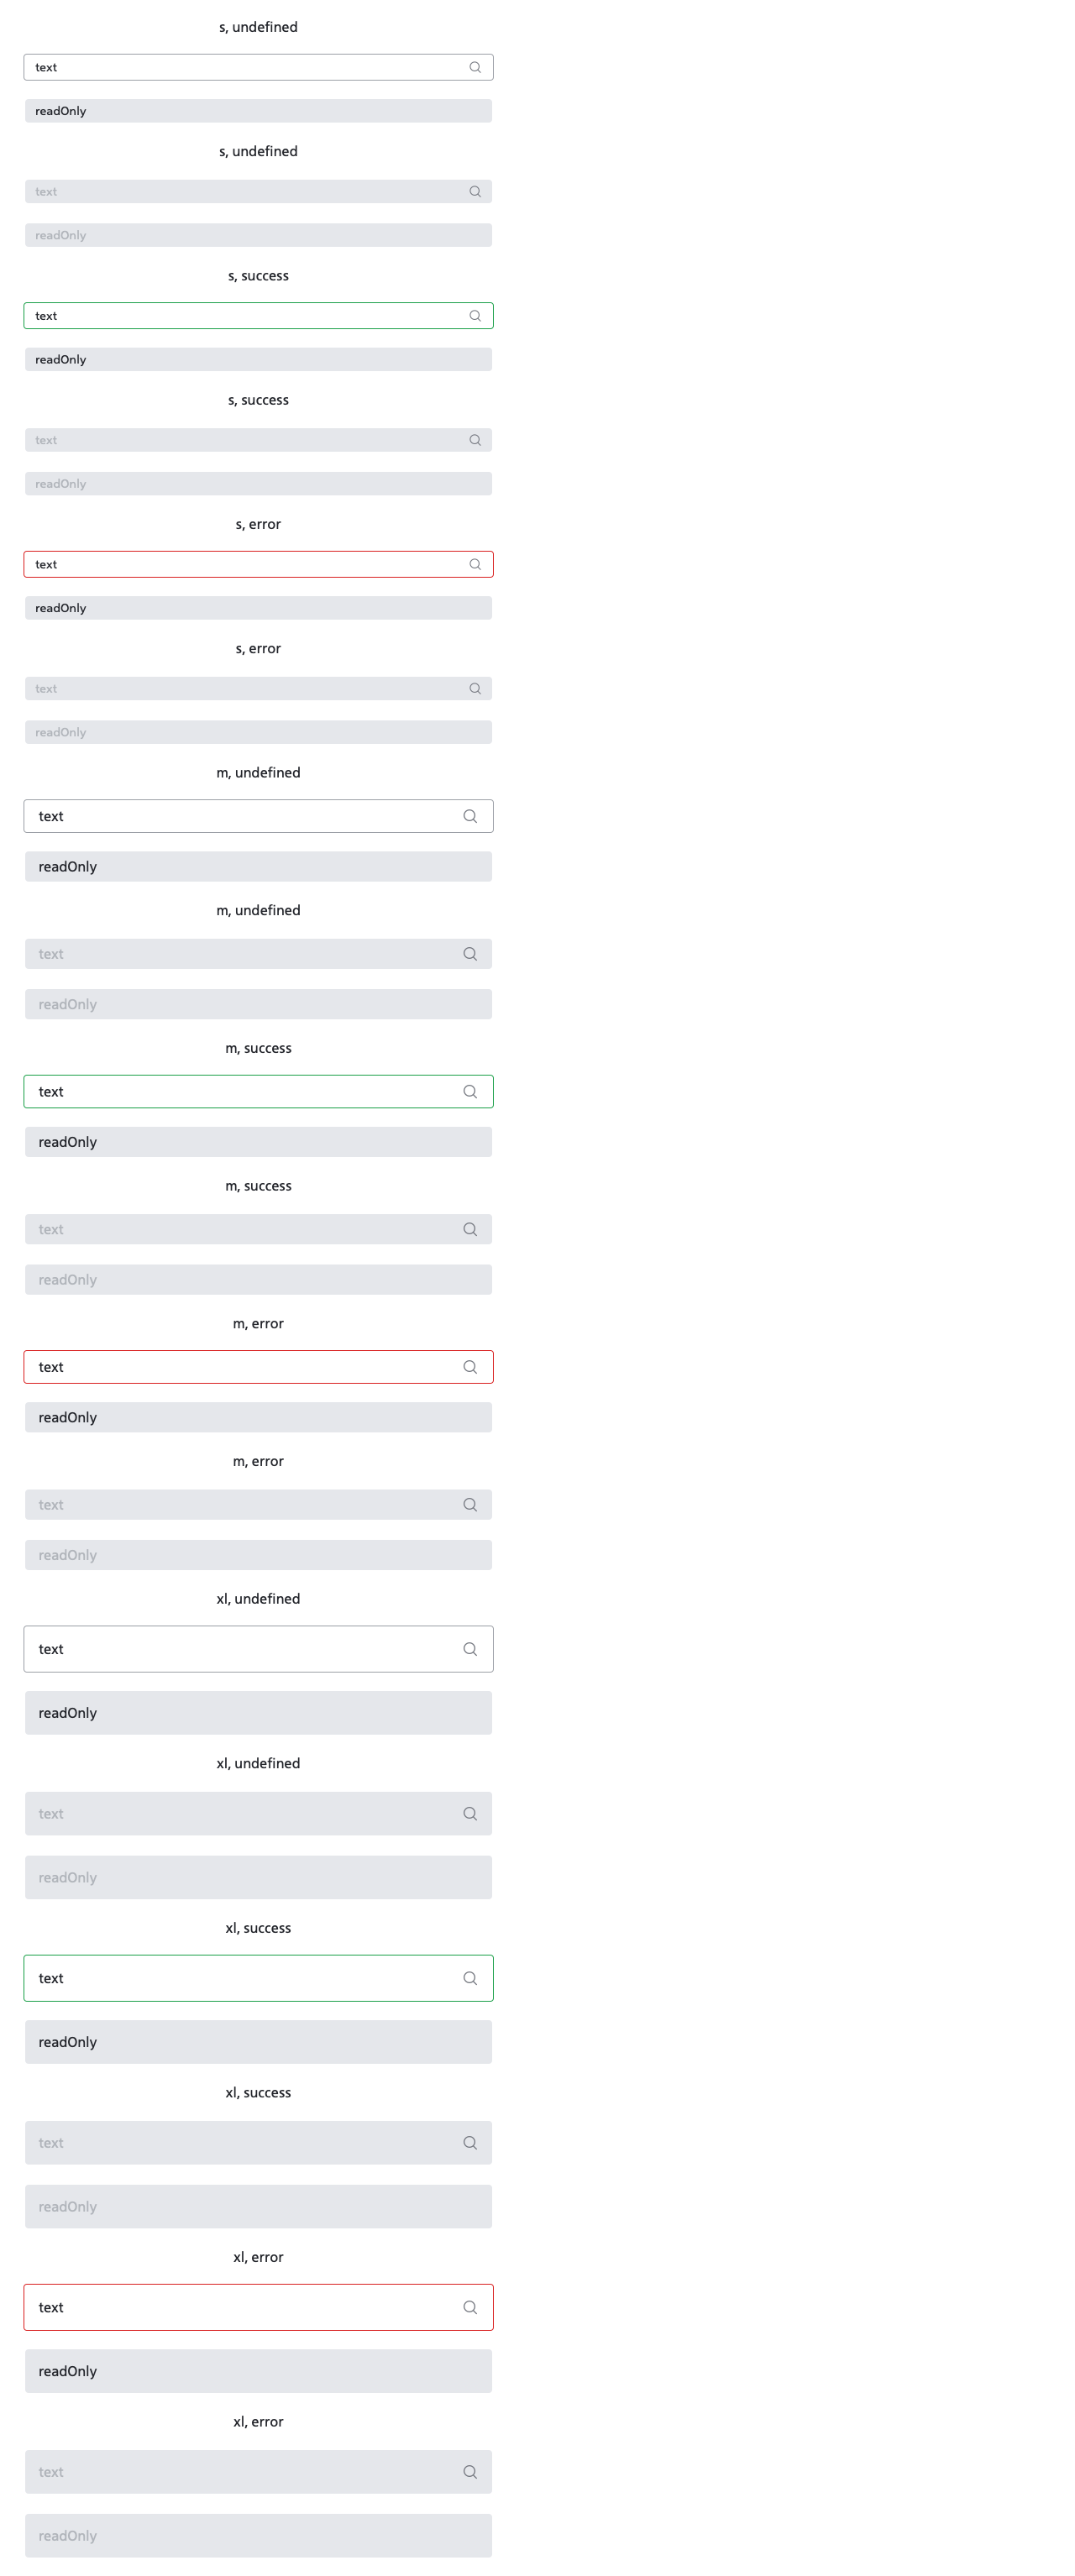 s, undefined
text
readOnly
s, undefined
text
readOnly
s, success
text
readOnly
s, success
text
readOnly
s, error
text
readOnly
s, error
text
readOnly
m, undefined
text
readOnly
m, undefined
text
readOnly
m, success
text
readOnly
m, success
text
readOnly
m, error
text
readOnly
m, error
text
readOnly
xl, undefined
text
readOnly
xl, undefined
text
readOnly
xl, success
text
readOnly
xl, success
text
readOnly
xl, error
text
readOnly
xl, error
text
readOnly